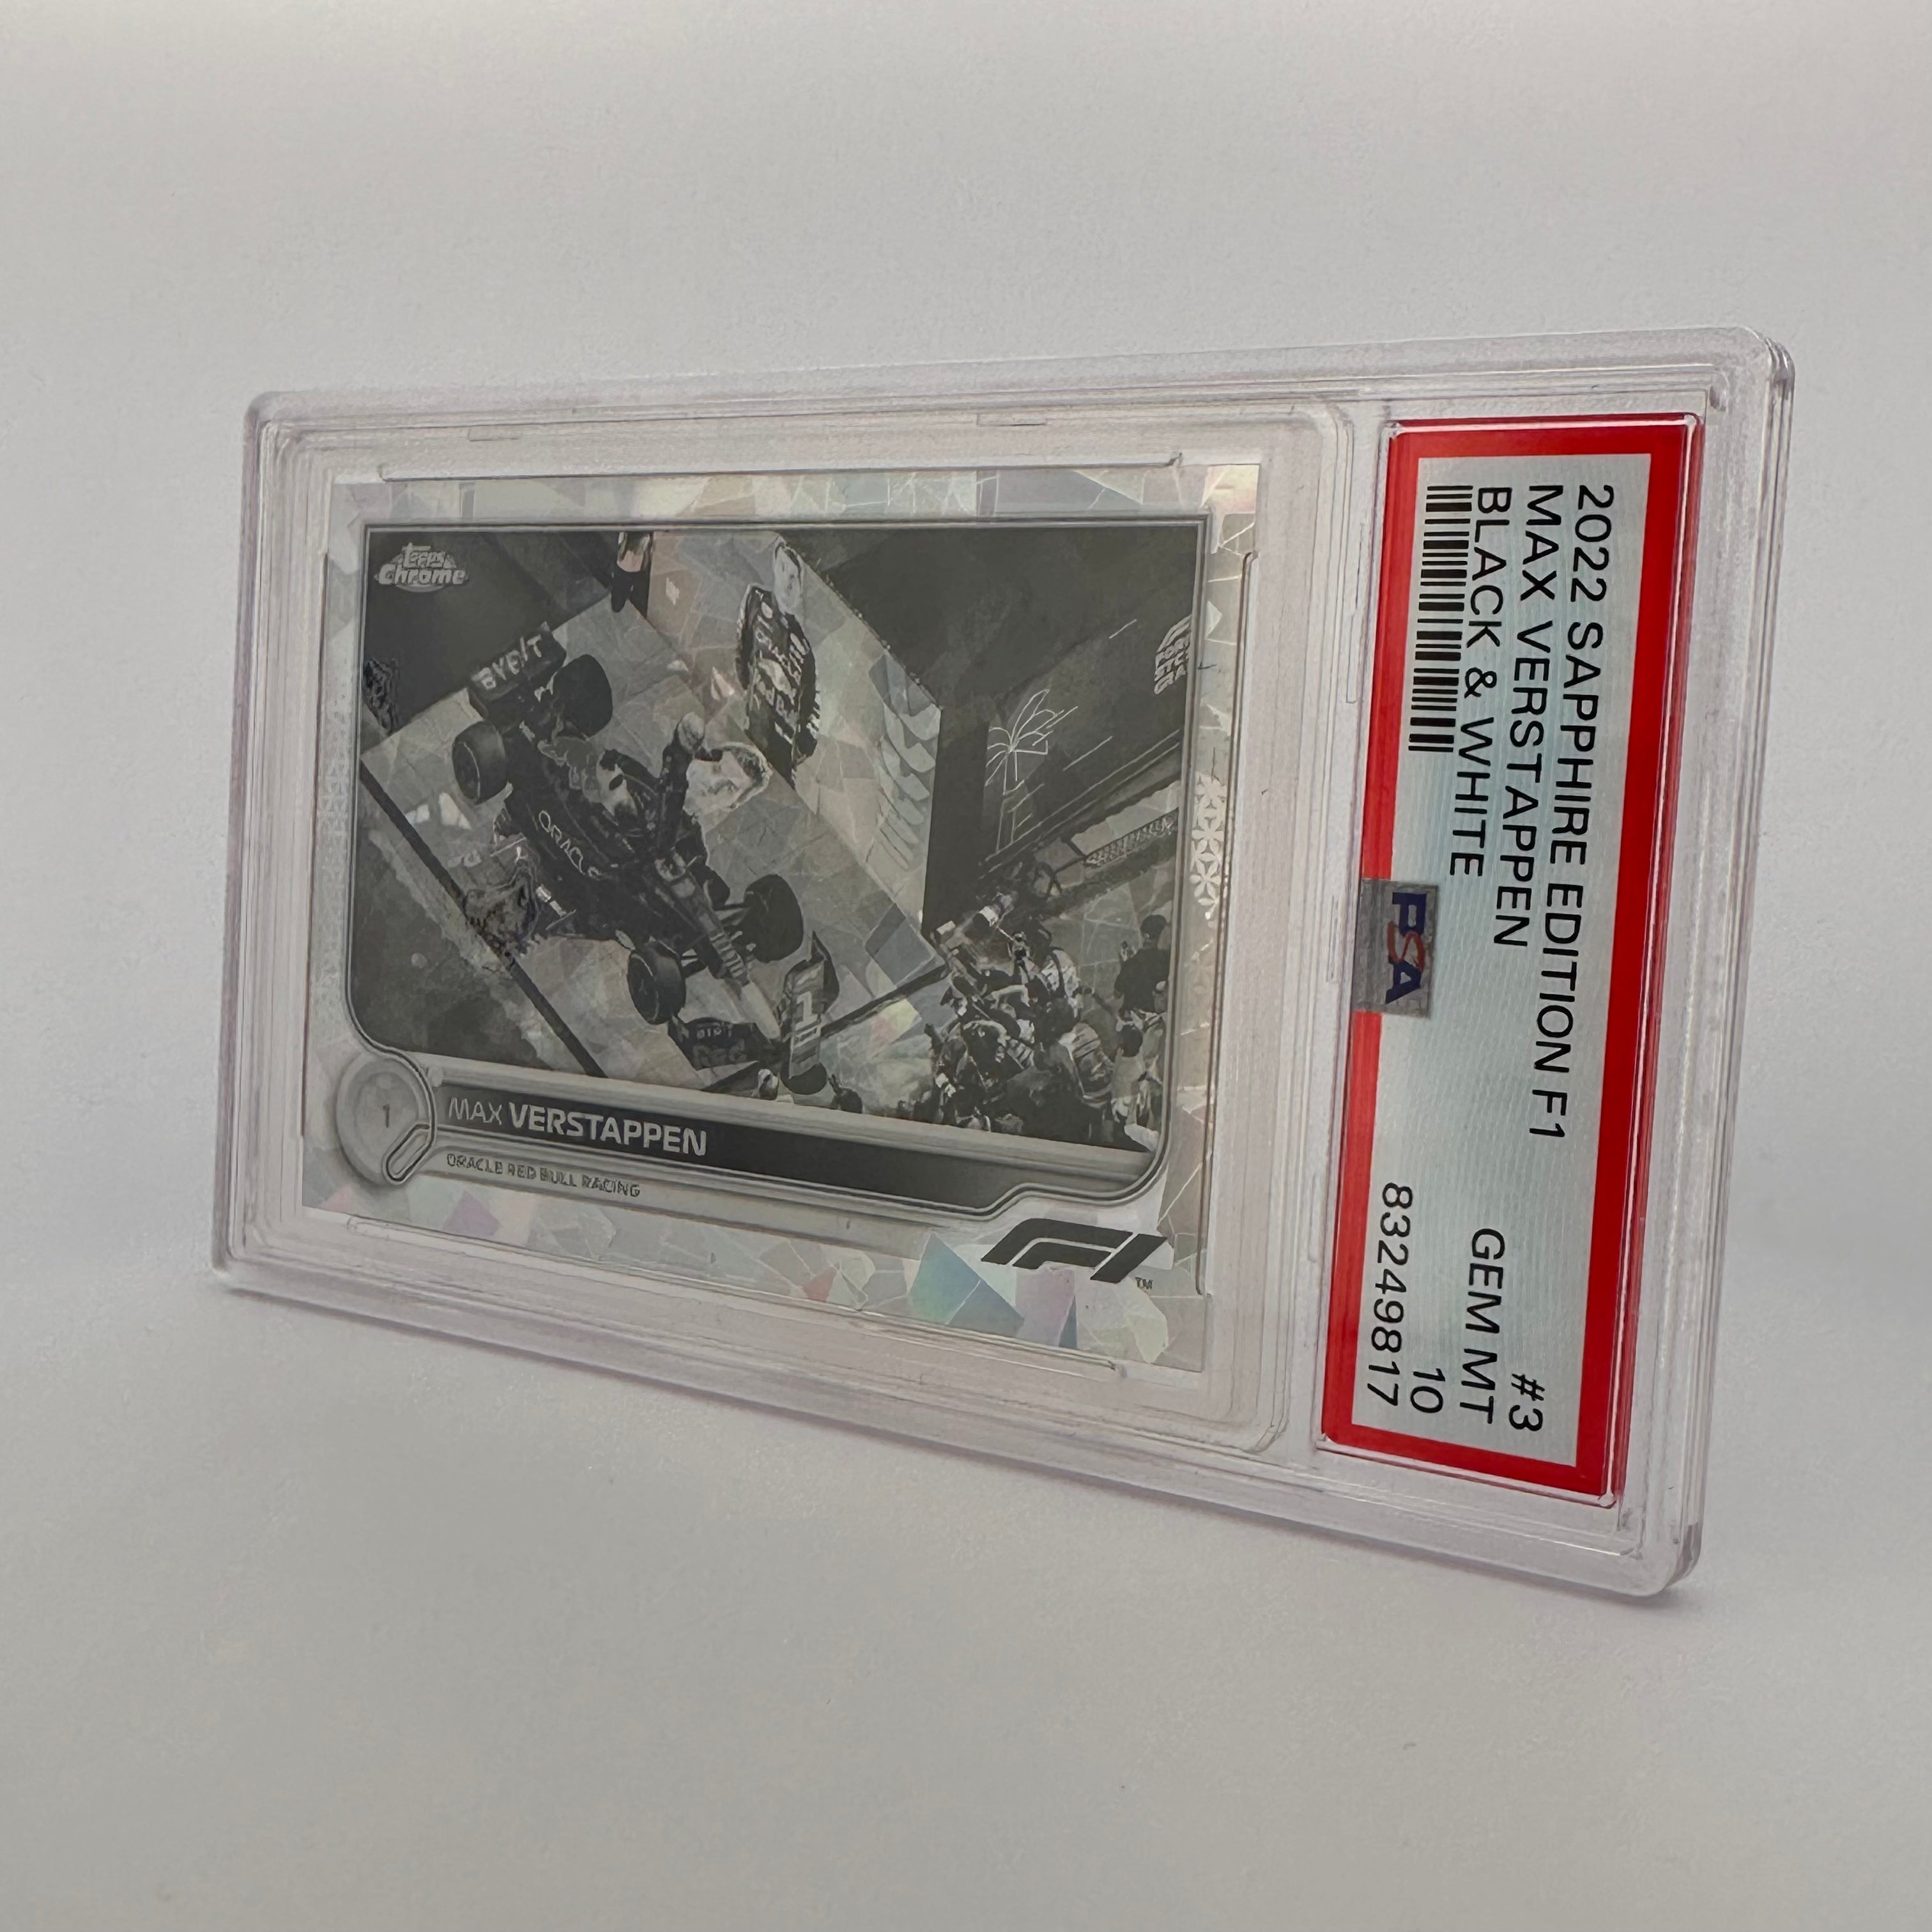 2022 SAPPHIRE EDITION F1 #3
MAX VERSTAPPEN GEM MT
BLACK & WHITE 10
83249817
PSA
Topps
Chrome
BYBIT
ORACLE
1
MAX VERSTAPPEN
ORACLE RED BULL RACING
F1
TM